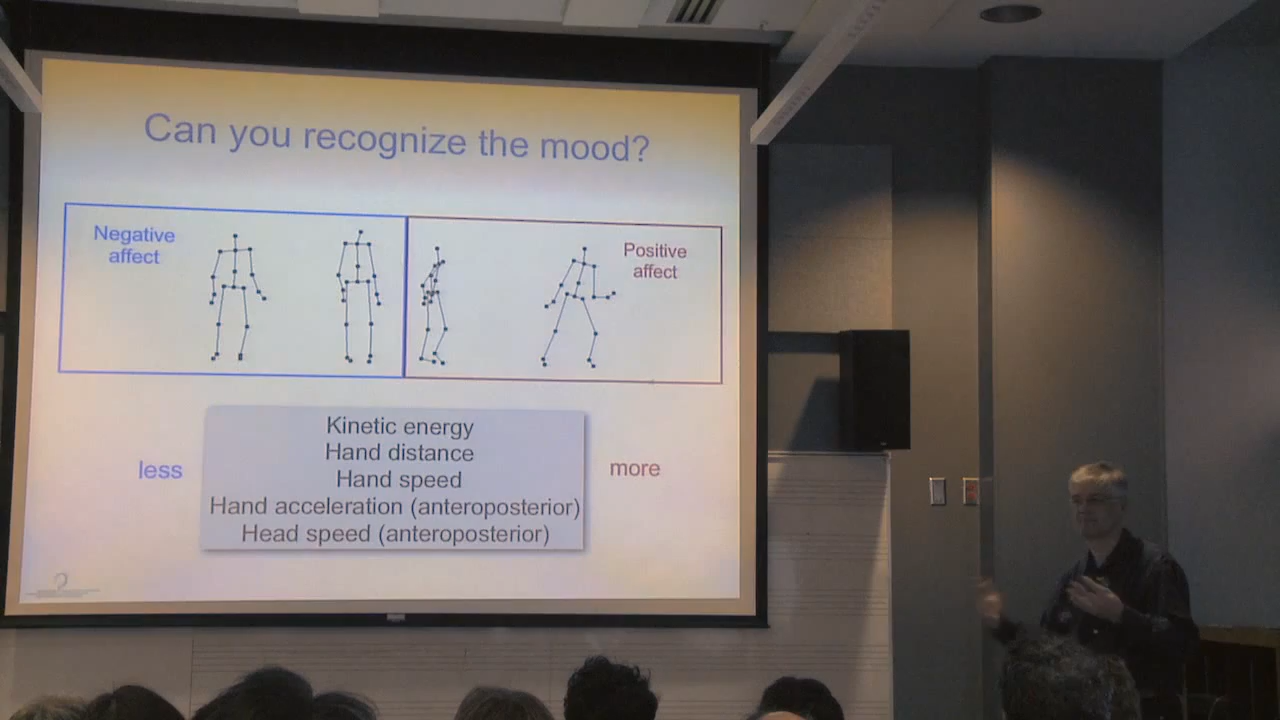 Can you recognize the mood?
Negative
affect
Positive
affect
Kinetic energy
Hand distance
less
Hand speed
more
Hand acceleration (anteroposterior)
Head speed (anteroposterior)